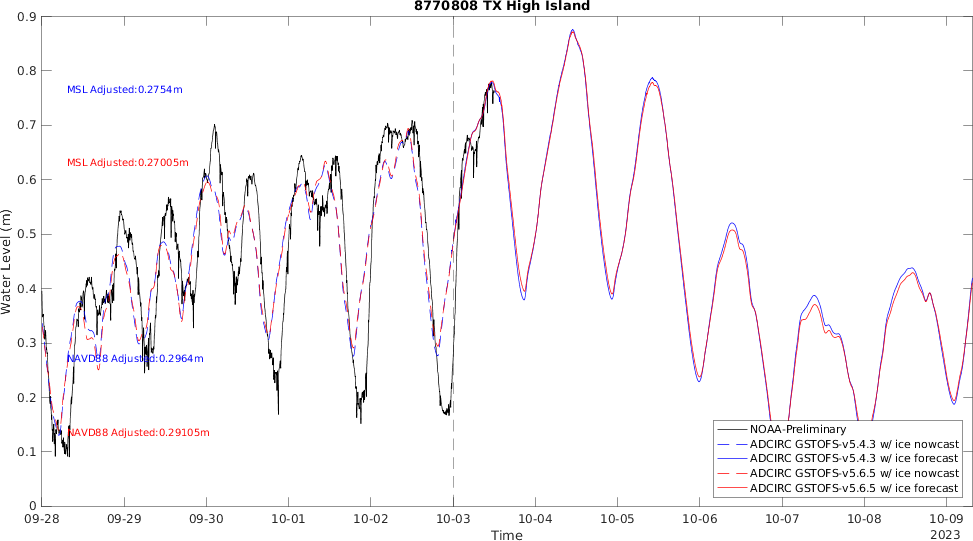 8770808 TX High Island
Water Level (m)
0.9
0.8
0.7
0.6
0.5
0.4
0.3
0.2
0.1
0
MSL Adjusted:0.2754m
MSL Adjusted:0.27005m
NAVD88 Adjusted:0.2964m
NAVD88 Adjusted:0.29105m
NOAA-Preliminary
ADCIRC GSTOFS-v5.4.3 w/ ice nowcast
ADCIRC GSTOFS-v5.4.3 w/ ice forecast
ADCIRC GSTOFS-v5.6.5 w/ ice nowcast
ADCIRC GSTOFS-v5.6.5 w/ ice forecast
09-28 09-29 09-30 10-01 10-02 10-03 10-04 10-05 10-06 10-07 10-08 10-09
2023
Time